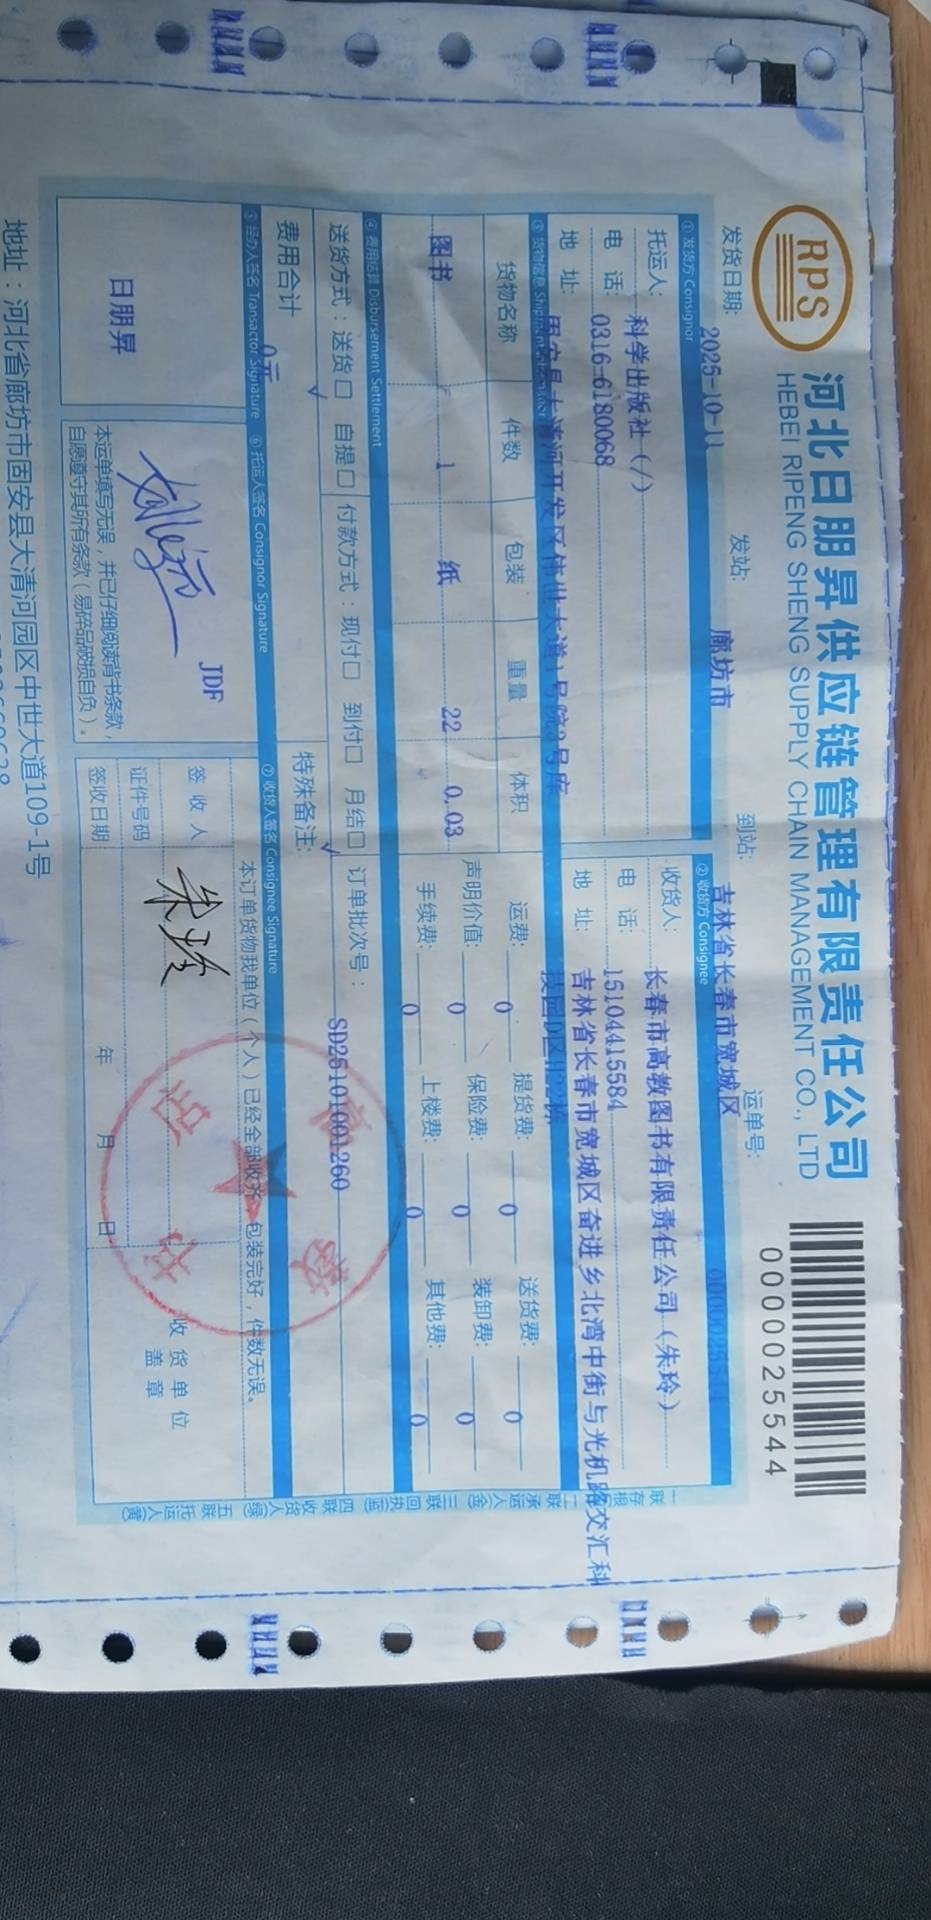 RPS
河北日朋昇供应链管理有限责任公司
HEBEI RIPENG SHENG SUPPLY CHAIN MANAGEMENT CO., LTD
0000025544
发货日期: 2025-10-11 发站: 廊坊市 到站: 吉林省长春市宽城区 运单号:
① 发货方 Consignor
托运人: 科学出版社(/)
电 话: 0316-6180068
地 址:
② 收货方 Consignee
收货人: 长春市高教图书有限责任公司(朱玲)
电 话: 15104415584
地 址: 吉林省长春市宽城区奋进乡北湾中街与光机路交汇科
③ 货物信息
货物名称 件数 包装 重量 体积
图书 1 纸 22 0.03
运费: 0 提货费: 0 送货费: 0
声明价值: 0 保险费: 0 装卸费: 0
手续费: 0 上楼费: 0 其他费: 0
④ 费用结算 Disbursement Settlement
送货方式:送货□ 自提□ 付款方式:现付□ 到付□ 月结□ 订单批次号: SD25101001260
费用合计 0元 特殊备注:
⑤ 经办人签名 Transactor Signature ⑥ 托运人签名 Consignor Signature ⑦ 收货人签名 Consignee Signature
日朋昇
JDF
本运单填写无误,并已仔细阅读背书条款,
自愿遵守其所有条款(易碎品破损自负)。
本订单货物我单位(个人)已经全部收齐,包装完好,件数无误。
签 收 人 朱玲
证件号码
签收日期 年 月 日
收货单位
盖 章
一联存根
二联承运人
三联回执
四联收货人
五联托运人
地址:河北省廊坊市固安县大清河园区中世大道109-1号